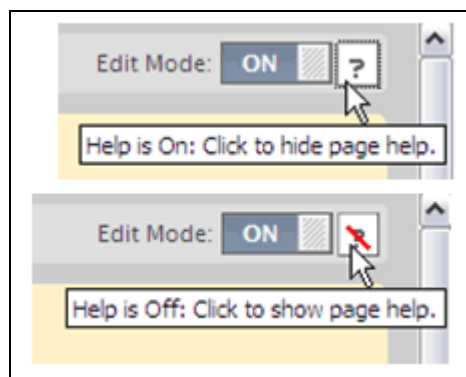 Edit Mode: ON ?
Help is On: Click to hide page help.
Edit Mode: ON ?
Help is Off: Click to show page help.